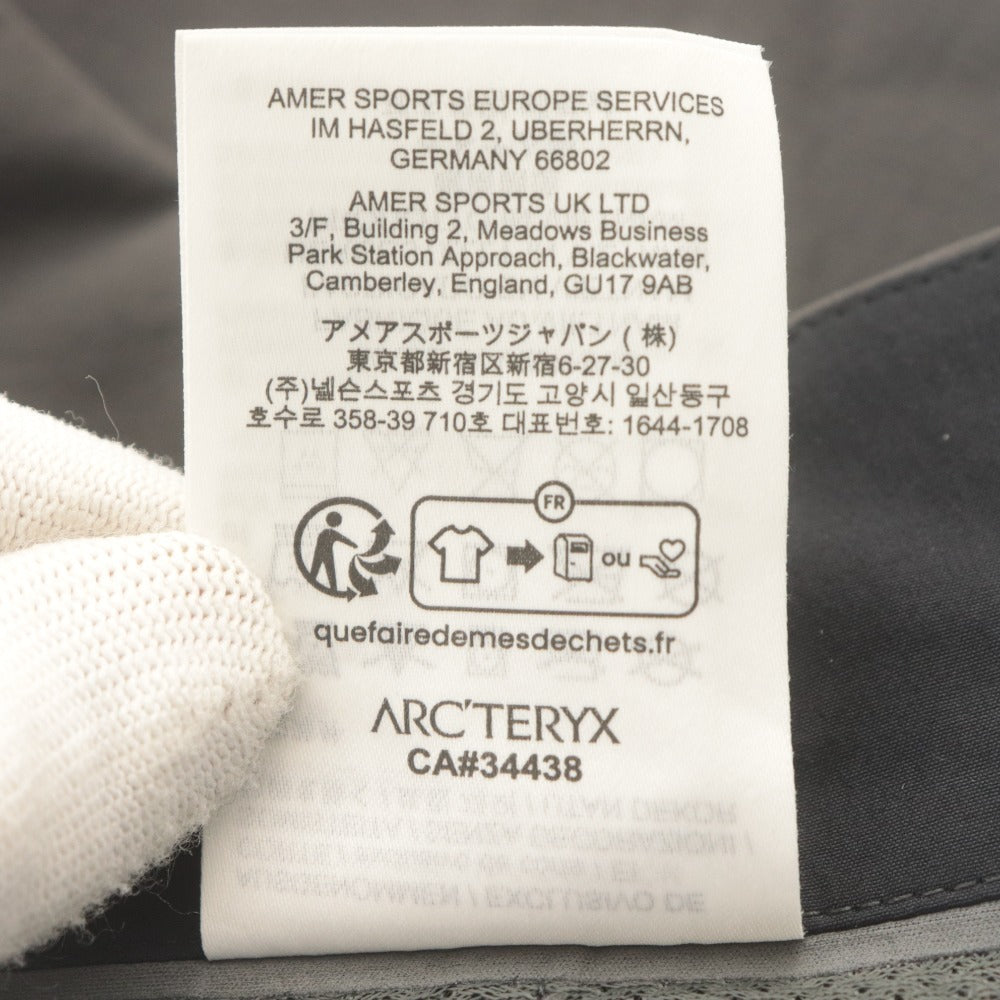 AMER SPORTS EUROPE SERVICES
IM HASFELD 2, UBERHERRN,
GERMANY 66802
AMER SPORTS UK LTD
3/F, Building 2, Meadows Business
Park Station Approach, Blackwater,
Camberley, England, GU17 9AB
アメアスポーツジャパン (株)
東京都新宿区新宿6-27-30
(주)넬슨스포츠 경기도 고양시 일산동구
호수로 358-39 710호 대표번호: 1644-1708
FR
ou
quefairedemesdechets.fr
ARC'TERYX
CA#34438